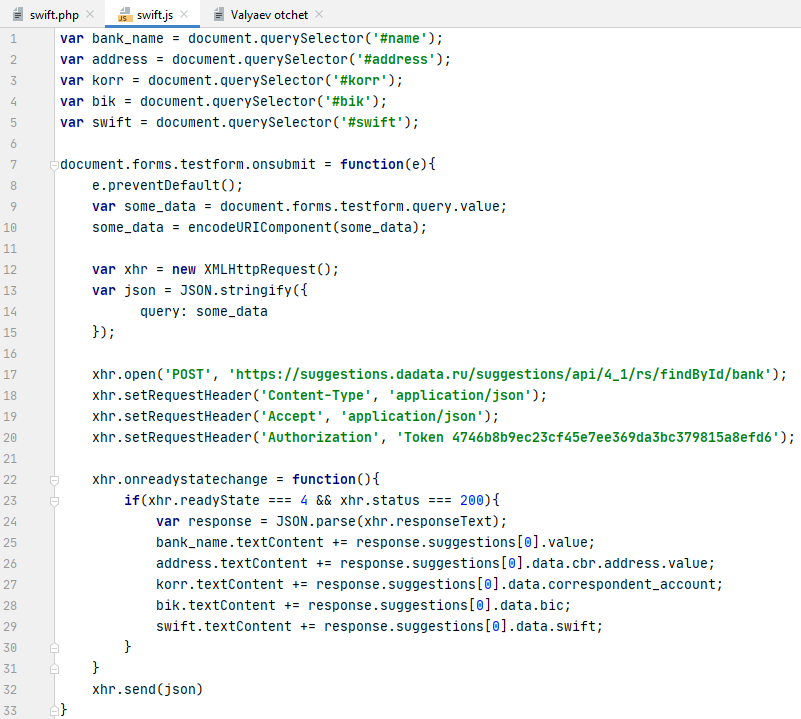 swift.php swift.js Valyaev otchet
1 var bank_name = document.querySelector('#name');
2 var address = document.querySelector('#address');
3 var korr = document.querySelector('#korr');
4 var bik = document.querySelector('#bik');
5 var swift = document.querySelector('#swift');
6
7 document.forms.testform.onsubmit = function(e){
8 e.preventDefault();
9 var some_data = document.forms.testform.query.value;
10 some_data = encodeURIComponent(some_data);
11
12 var xhr = new XMLHttpRequest();
13 var json = JSON.stringify({
14 query: some_data
15 });
16
17 xhr.open('POST', 'https://suggestions.dadata.ru/suggestions/api/4_1/rs/findById/bank');
18 xhr.setRequestHeader('Content-Type', 'application/json');
19 xhr.setRequestHeader('Accept', 'application/json');
20 xhr.setRequestHeader('Authorization', 'Token 4746b8b9ec23cf45e7ee369da3bc379815a8efd6');
21
22 xhr.onreadystatechange = function(){
23 if(xhr.readyState === 4 && xhr.status === 200){
24 var response = JSON.parse(xhr.responseText);
25 bank_name.textContent += response.suggestions[0].value;
26 address.textContent += response.suggestions[0].data.cbr.address.value;
27 korr.textContent += response.suggestions[0].data.correspondent_account;
28 bik.textContent += response.suggestions[0].data.bic;
29 swift.textContent += response.suggestions[0].data.swift;
30 }
31 }
32 xhr.send(json)
33 }